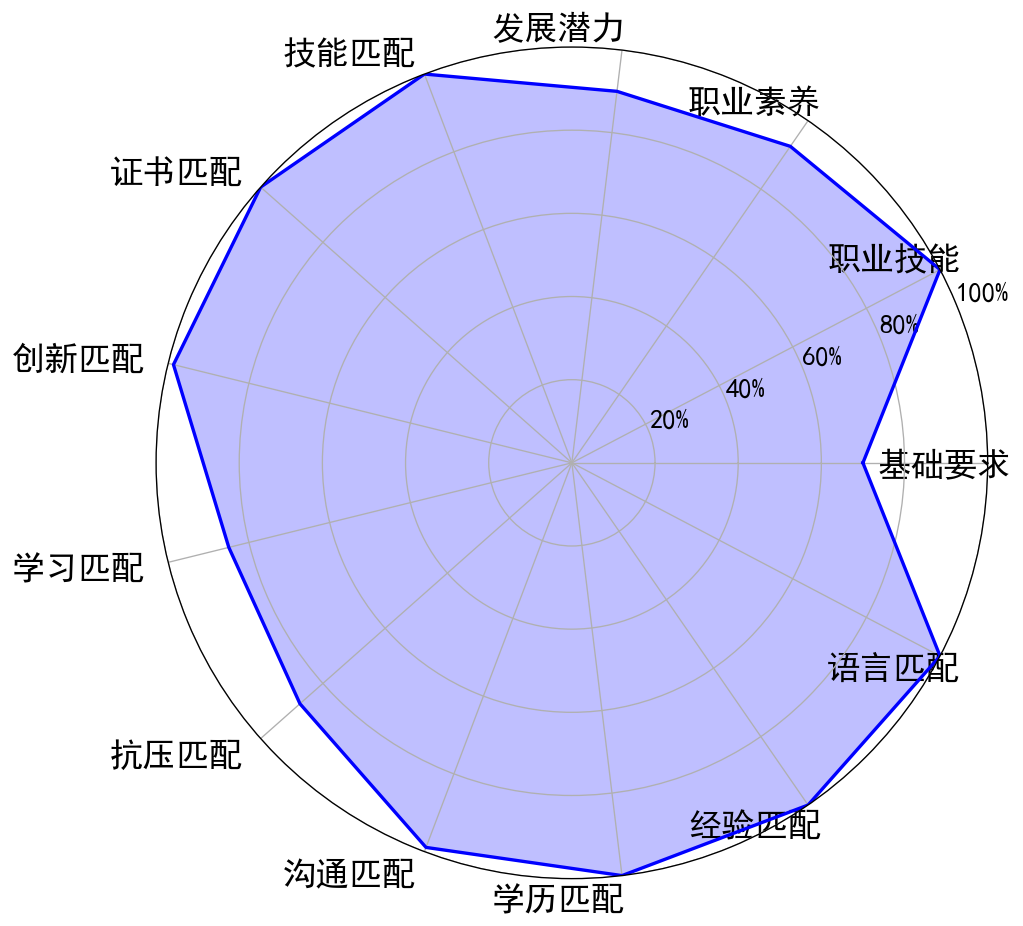 发展潜力
技能匹配
职业素养
证书匹配
职业技能
100%
80%
创新匹配
60%
40%
20%
基础要求
学习匹配
语言匹配
抗压匹配
经验匹配
沟通匹配
学历匹配